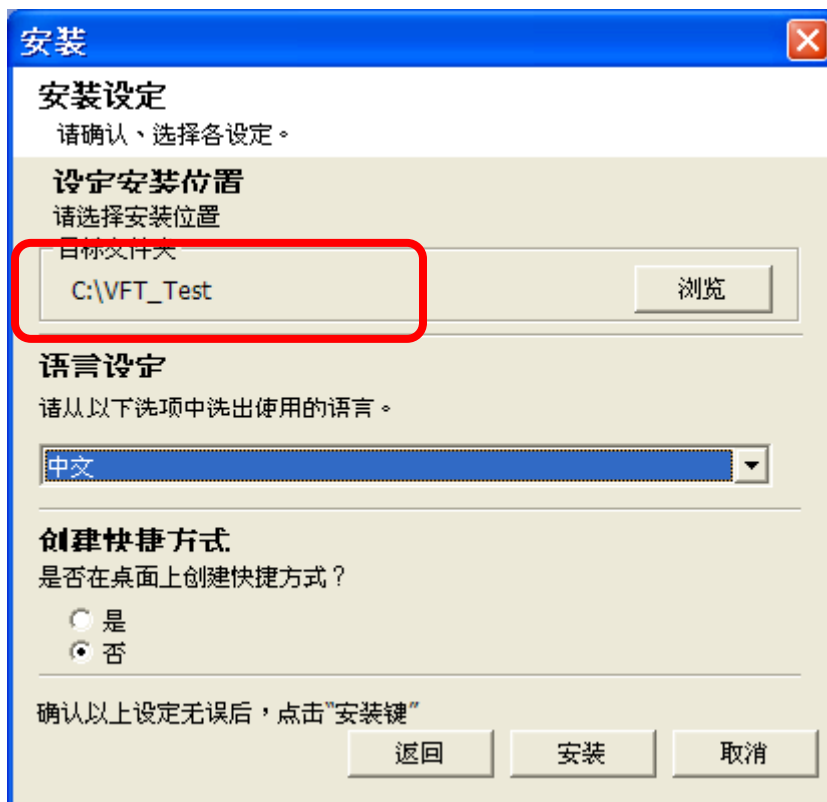 安装
安装设定
请确认、选择各设定。
设定安装位置
请选择安装位置
目标文件夹
C:\VFT_Test
浏览
语言设定
请从以下选项中选出使用的语言。
中文
创建快捷方式
是否在桌面上创建快捷方式？
是
否
确认以上设定无误后，点击"安装键"
返回 安装 取消